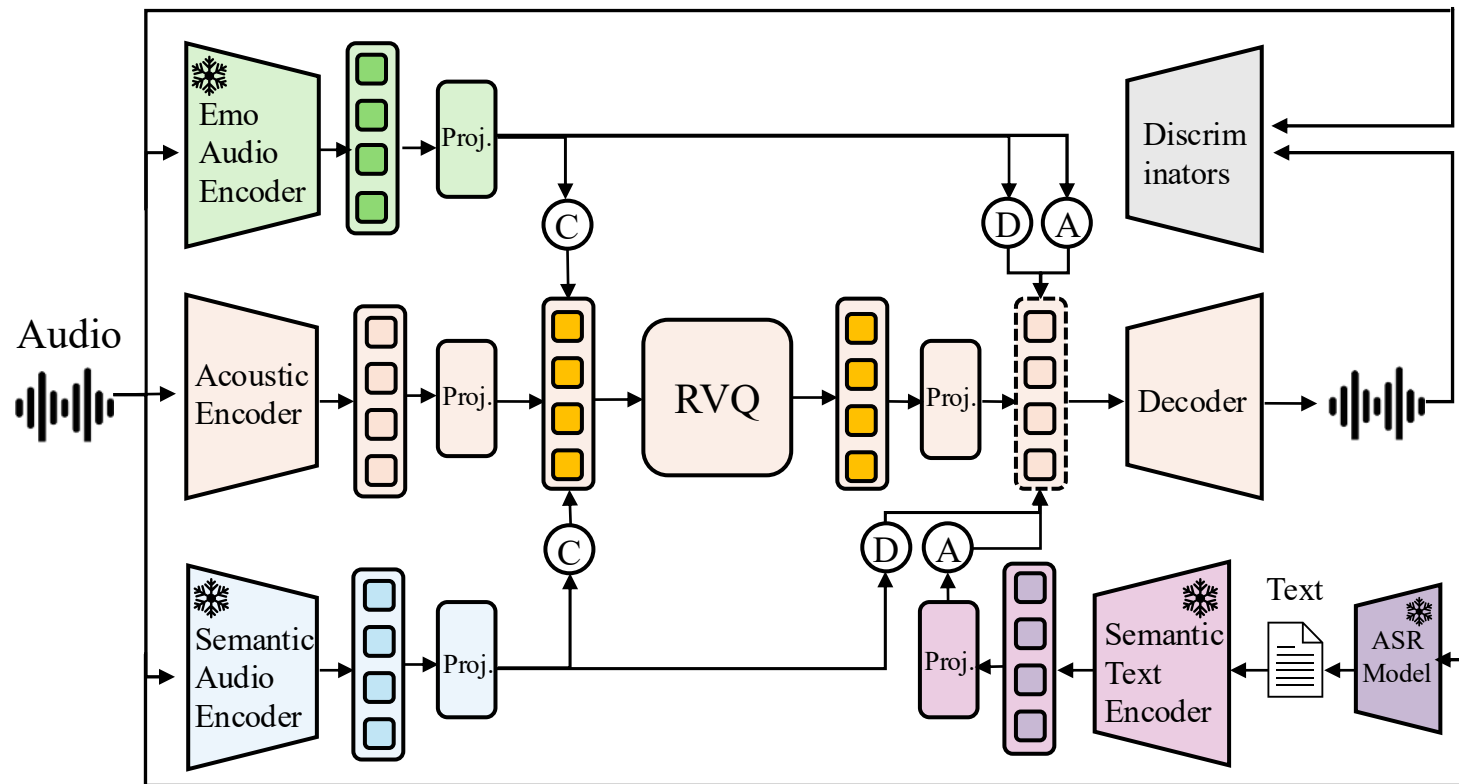 Emo
Audio
Encoder
Proj.
C
D
A
Discrim
inators
Audio
Acoustic
Encoder
Proj.
RVQ
Proj.
Decoder
C
D
A
Semantic
Audio
Encoder
Proj.
Proj.
Semantic
Text
Encoder
Text
ASR
Model